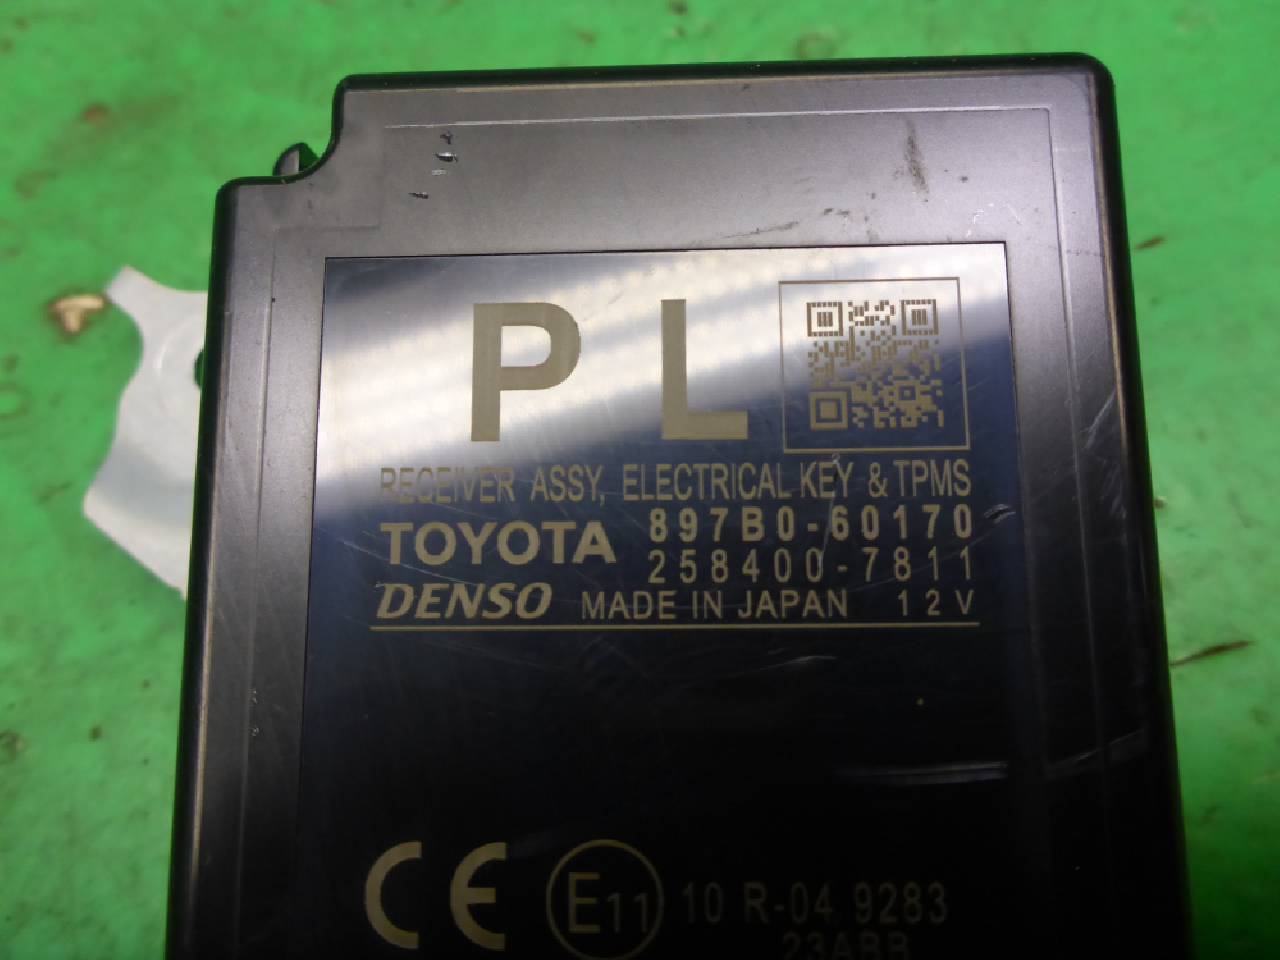 P L
RECEIVER ASSY, ELECTRICAL KEY & TPMS
TOYOTA 897B0-60170
258400-7811
DENSO MADE IN JAPAN 12V
CE E11 10 R-04 9283
23ABB